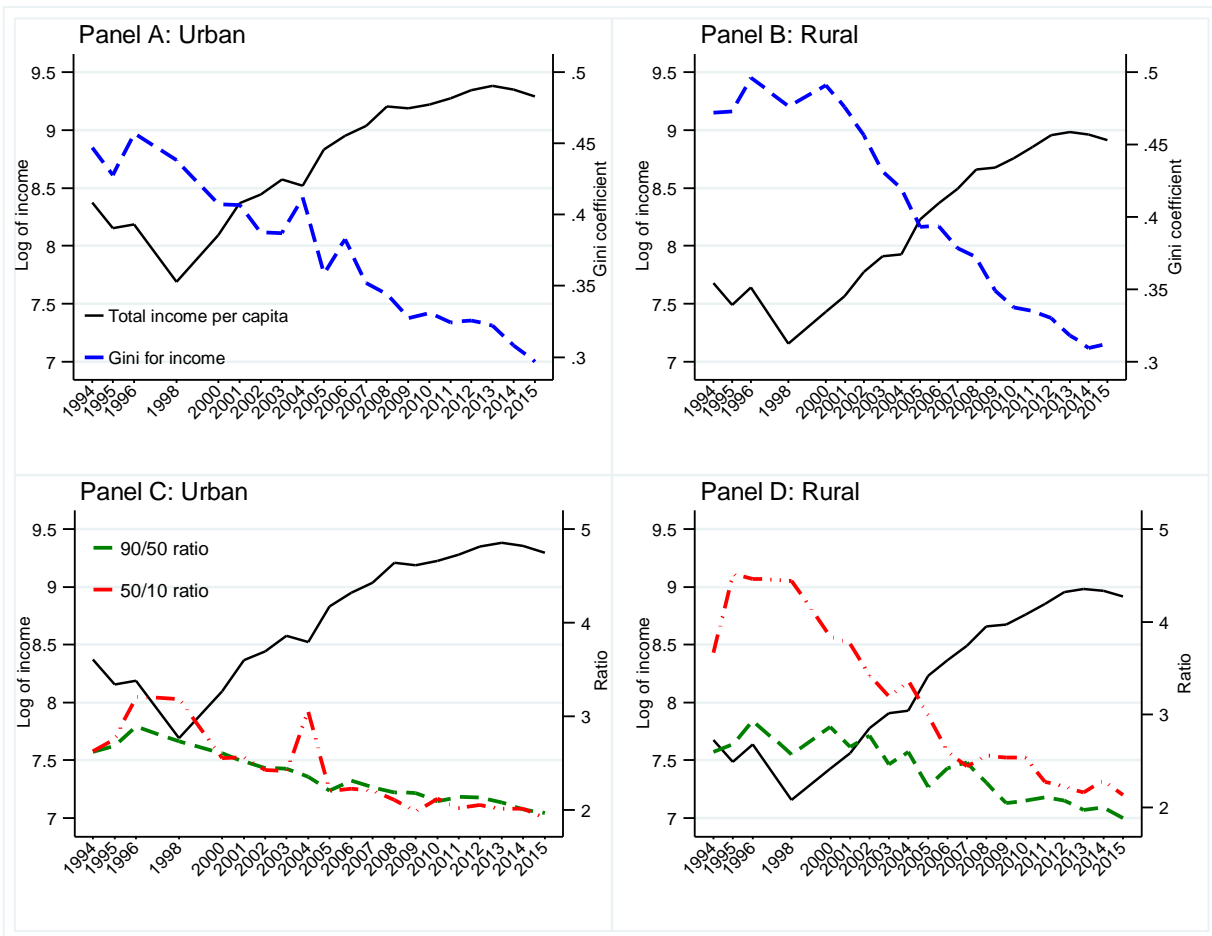 Panel A: Urban
9.5
9
8.5
8
7.5
7
Log of income
.5
.45
.4
.35
.3
Gini coefficient
Total income per capita
Gini for income
1994 1995 1996 1998 2000 2001 2002 2003 2004 2005 2006 2007 2008 2009 2010 2011 2012 2013 2014 2015
Panel B: Rural
9.5
9
8.5
8
7.5
7
Log of income
.5
.45
.4
.35
.3
Gini coefficient
1994 1995 1996 1998 2000 2001 2002 2003 2004 2005 2006 2007 2008 2009 2010 2011 2012 2013 2014 2015
Panel C: Urban
9.5
9
8.5
8
7.5
7
Log of income
5
4
3
2
Ratio
90/50 ratio
50/10 ratio
1994 1995 1996 1998 2000 2001 2002 2003 2004 2005 2006 2007 2008 2009 2010 2011 2012 2013 2014 2015
Panel D: Rural
9.5
9
8.5
8
7.5
7
Log of income
5
4
3
2
Ratio
1994 1995 1996 1998 2000 2001 2002 2003 2004 2005 2006 2007 2008 2009 2010 2011 2012 2013 2014 2015